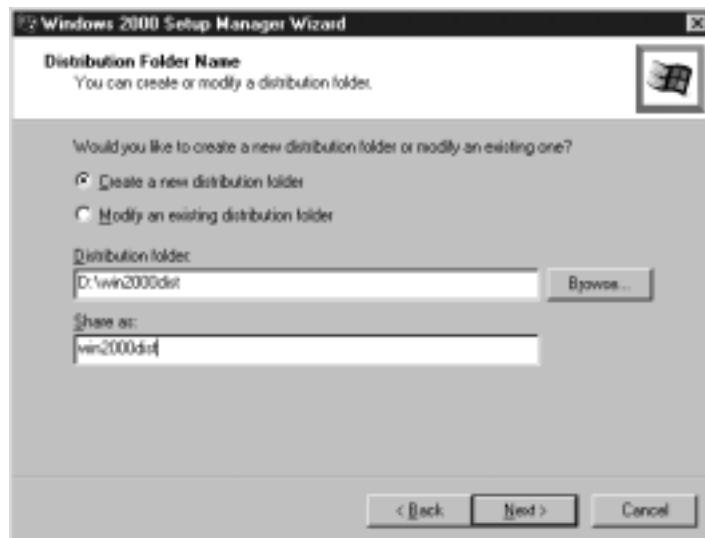 Windows 2000 Setup Manager Wizard
Distribution Folder Name
You can create or modify a distribution folder.
Would you like to create a new distribution folder or modify an existing one?
Create a new distribution folder
Modify an existing distribution folder
Distribution folder:
D:\win2000dist
Browse...
Share as:
win2000dist
< Back
Next >
Cancel